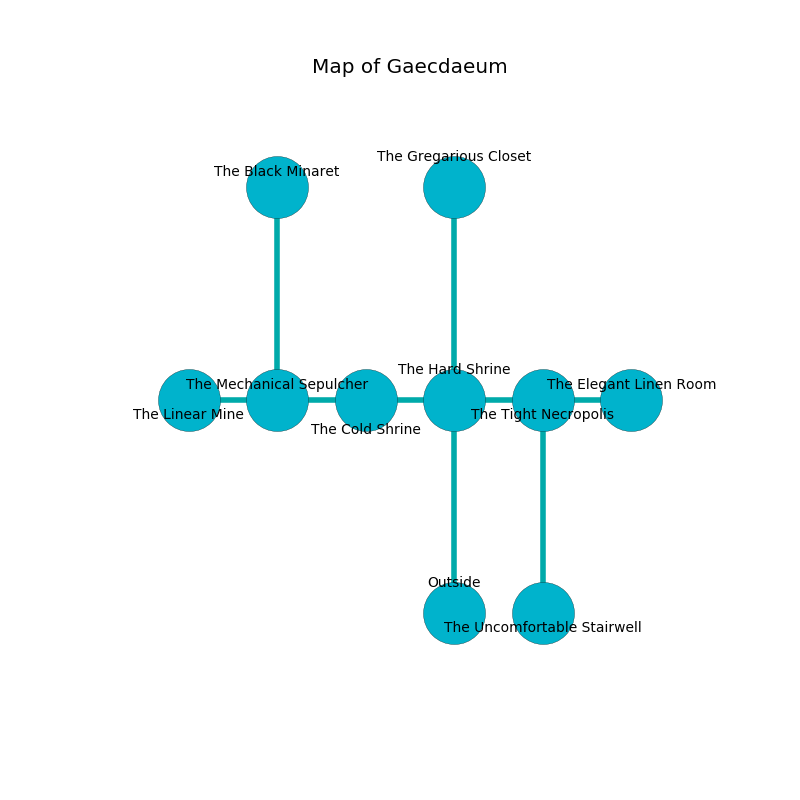 Map of Gaecdaeum
The Gregarious Closet
The Black Minaret
The Hard Shrine
The Mechanical Sepulcher
The Elegant Linen Room
The Linear Mine
The Tight Necropolis
The Cold Shrine
Outside
The Uncomfortable Stairwell